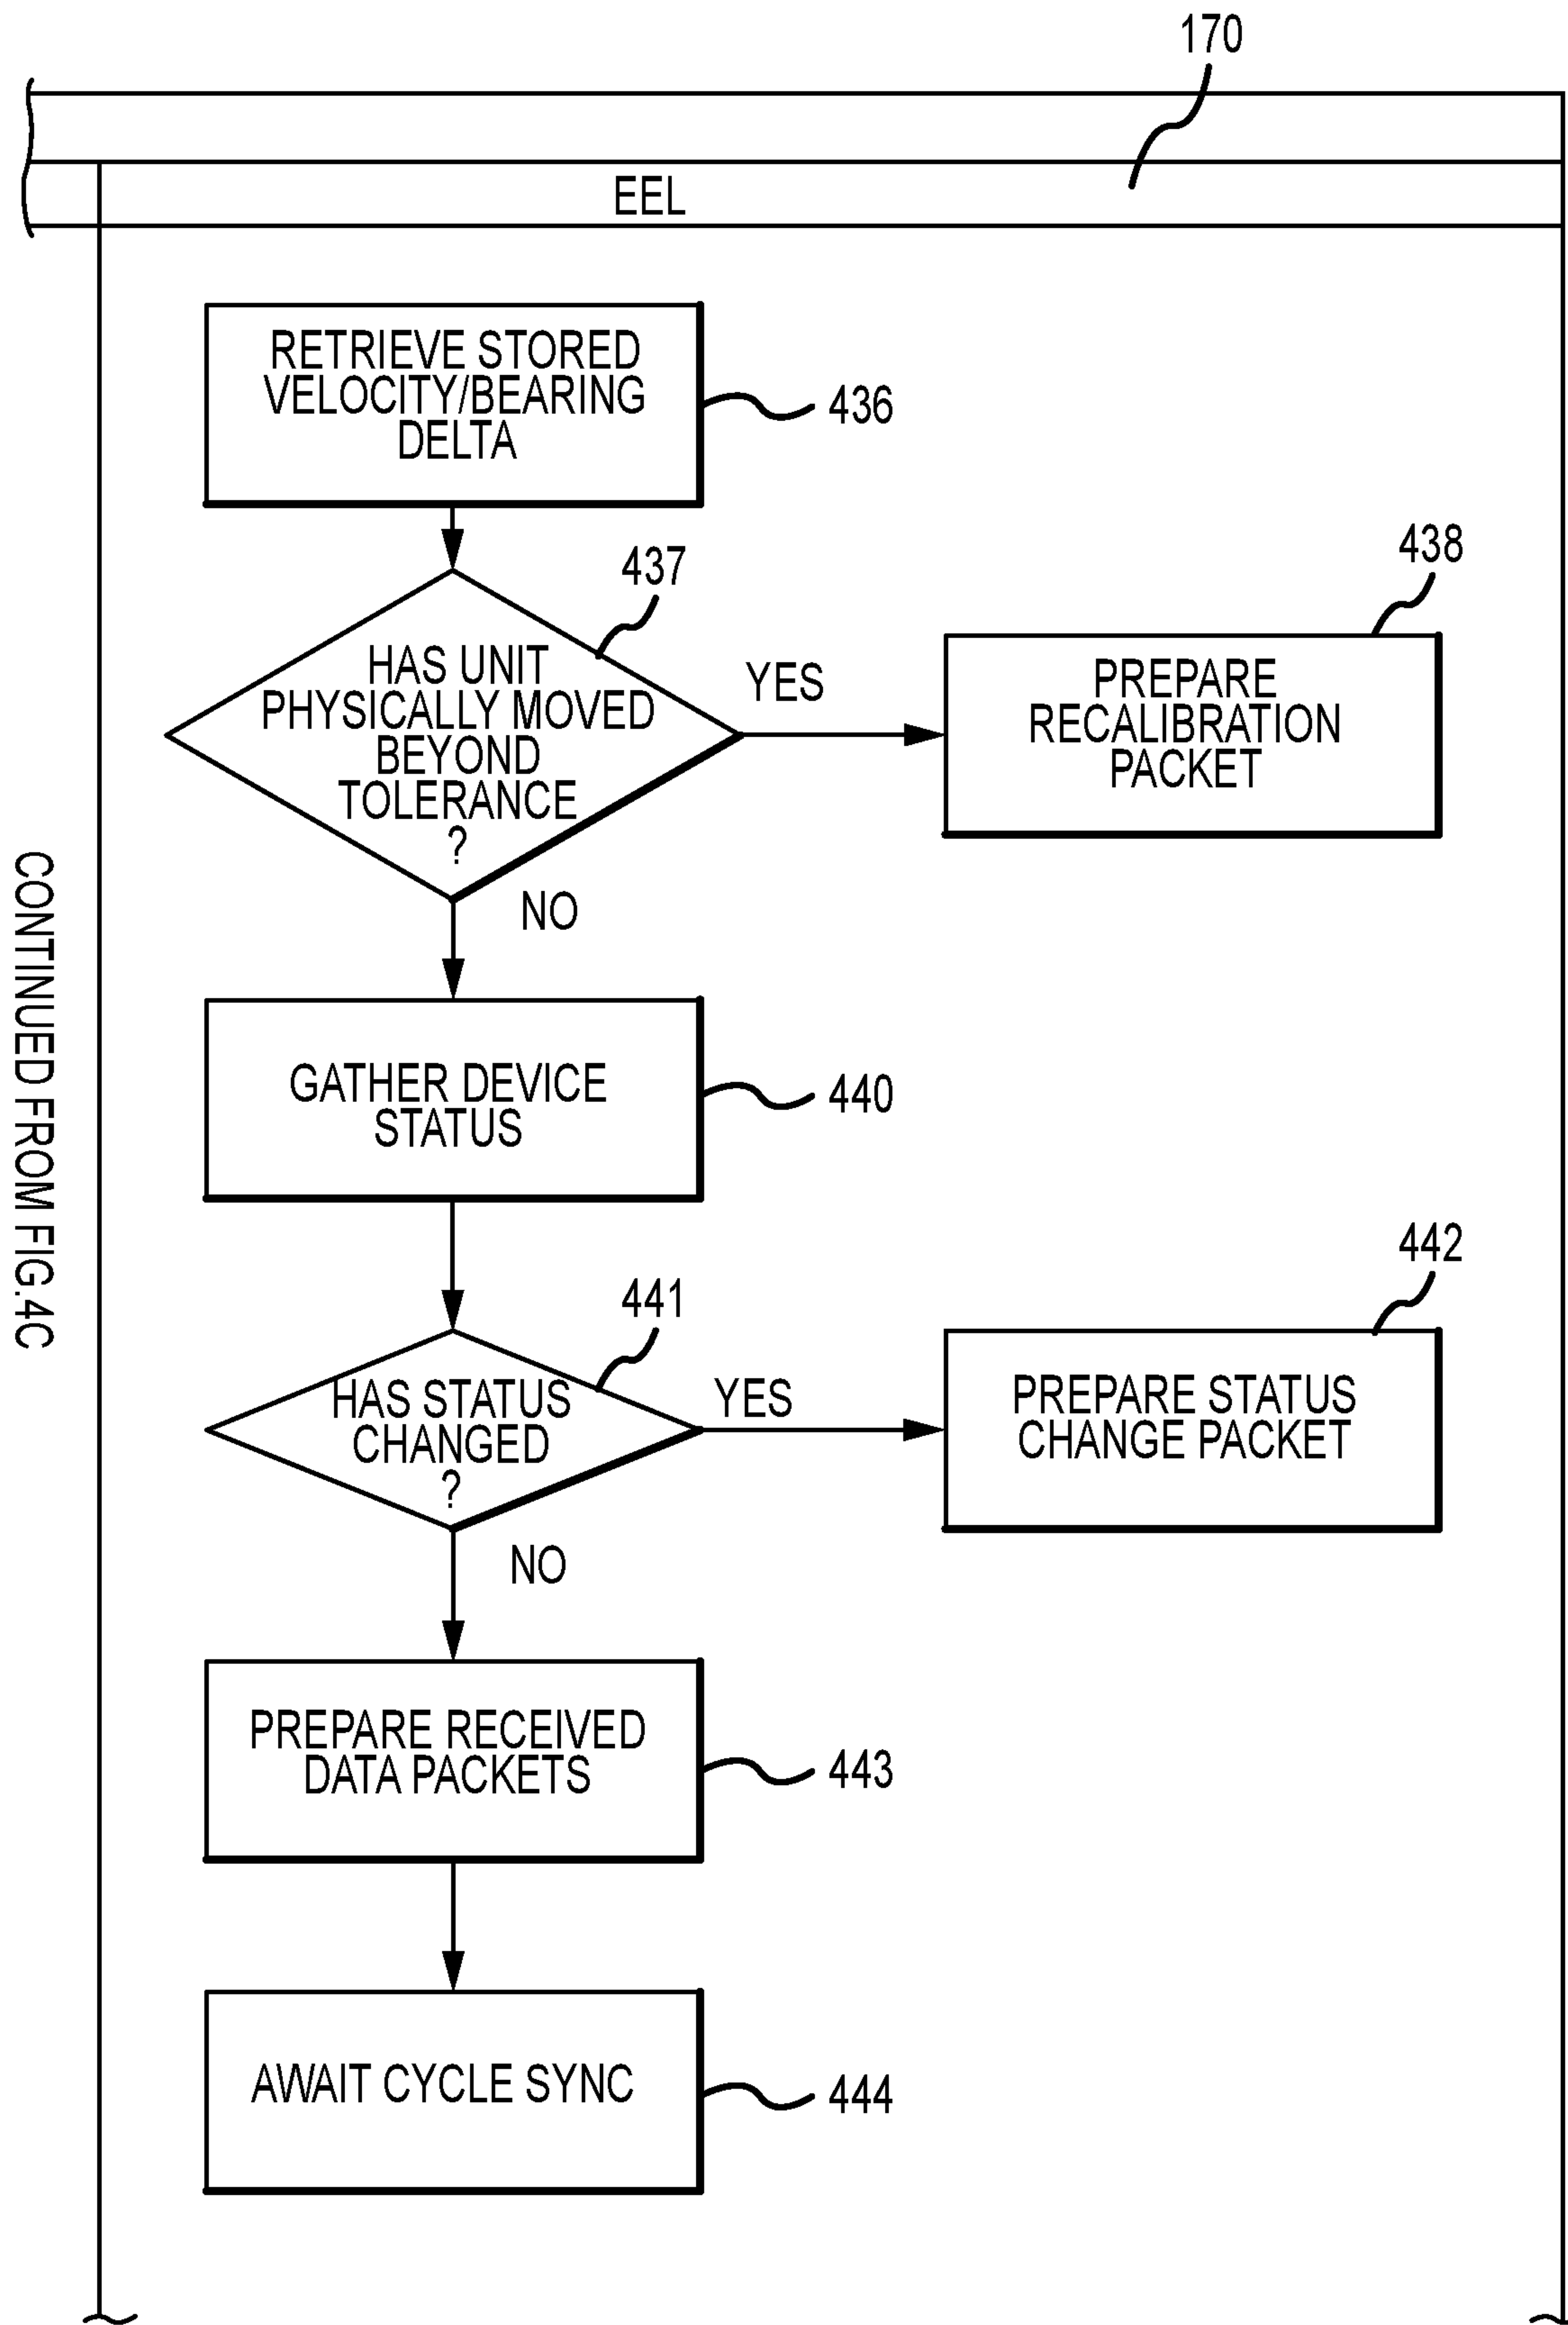 170
EEL
RETRIEVE STORED
VELOCITY/BEARING
DELTA
436
437
HAS UNIT
PHYSICALLY MOVED
BEYOND
TOLERANCE
?
YES
438
PREPARE
RECALIBRATION
PACKET
NO
GATHER DEVICE
STATUS
440
441
HAS STATUS
CHANGED
?
YES
442
PREPARE STATUS
CHANGE PACKET
NO
PREPARE RECEIVED
DATA PACKETS
443
AWAIT CYCLE SYNC
444
CONTINUED FROM FIG.4C